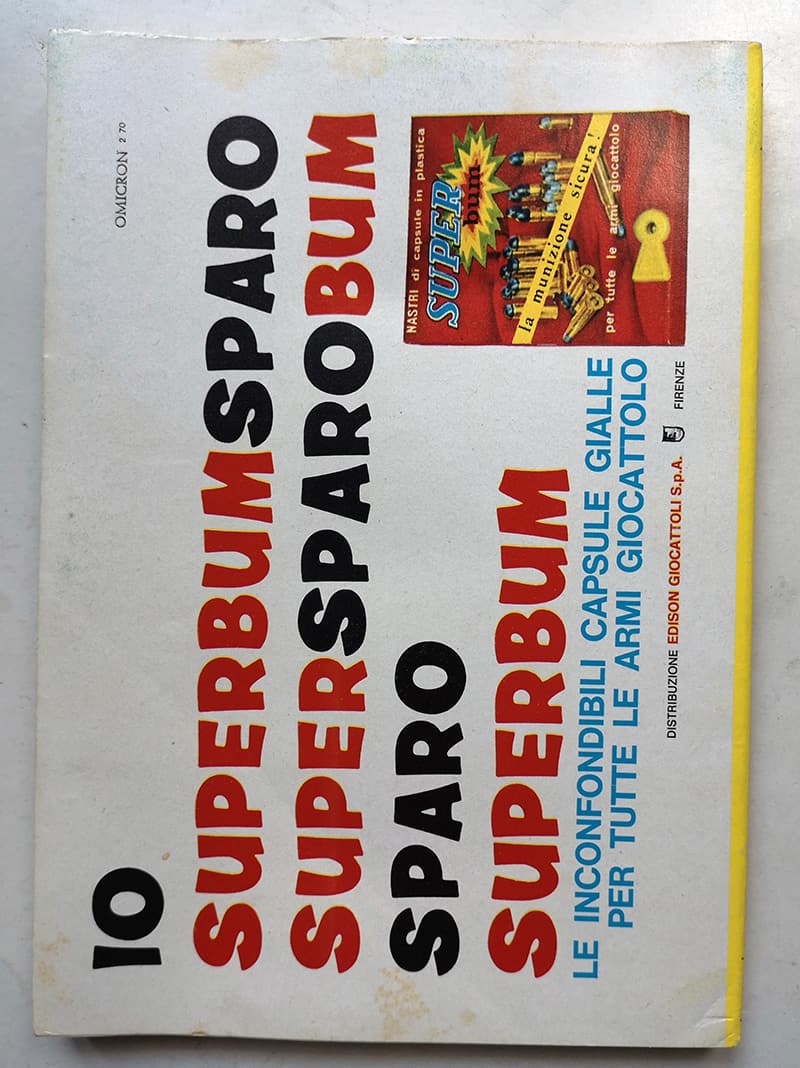 OMICRON 2 70
IO
SUPERBUMSPARO
SUPERSPAROBUM
SPARO
SUPERBUM
NASTRI di capsule in plastica
SUPER
bum
la munizione sicura!
per tutte le armi giocattolo
LE INCONFONDIBILI CAPSULE GIALLE
PER TUTTE LE ARMI GIOCATTOLO
DISTRIBUZIONE EDISON GIOCATTOLI S.p.A. FIRENZE